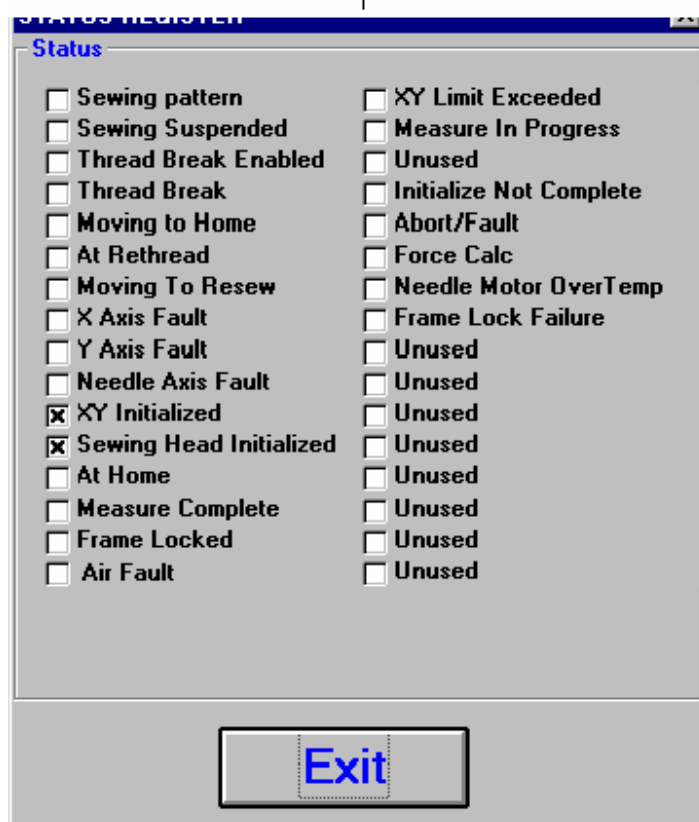 STATUS REGISTER
Status
Sewing pattern
Sewing Suspended
Thread Break Enabled
Thread Break
Moving to Home
At Rethread
Moving To Resew
X Axis Fault
Y Axis Fault
Needle Axis Fault
XY Initialized
Sewing Head Initialized
At Home
Measure Complete
Frame Locked
Air Fault
XY Limit Exceeded
Measure In Progress
Unused
Initialize Not Complete
Abort/Fault
Force Calc
Needle Motor OverTemp
Frame Lock Failure
Unused
Unused
Unused
Unused
Unused
Unused
Unused
Unused
Exit